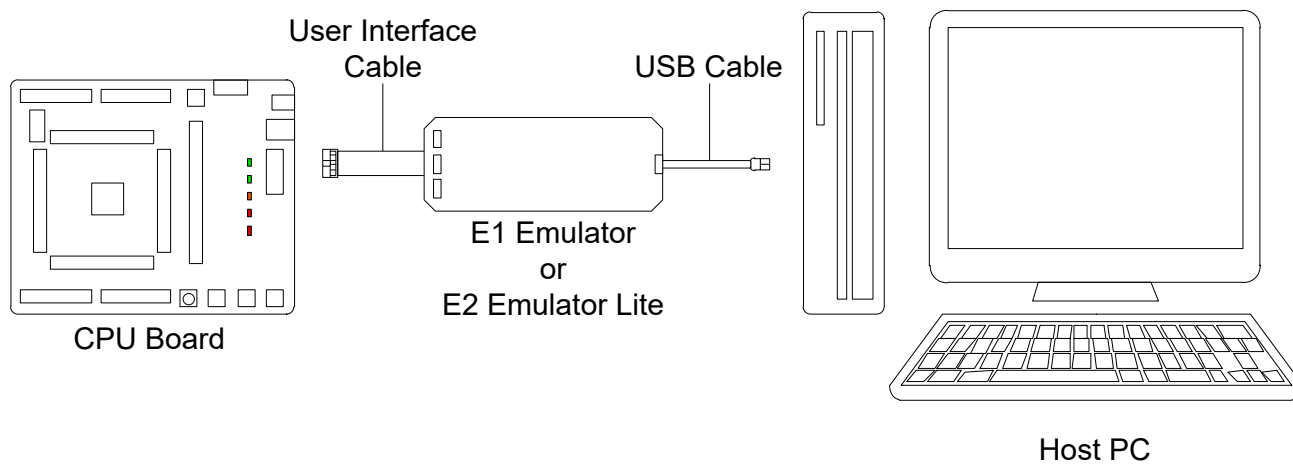 User Interface
Cable
USB Cable
E1 Emulator
or
E2 Emulator Lite
CPU Board
Host PC